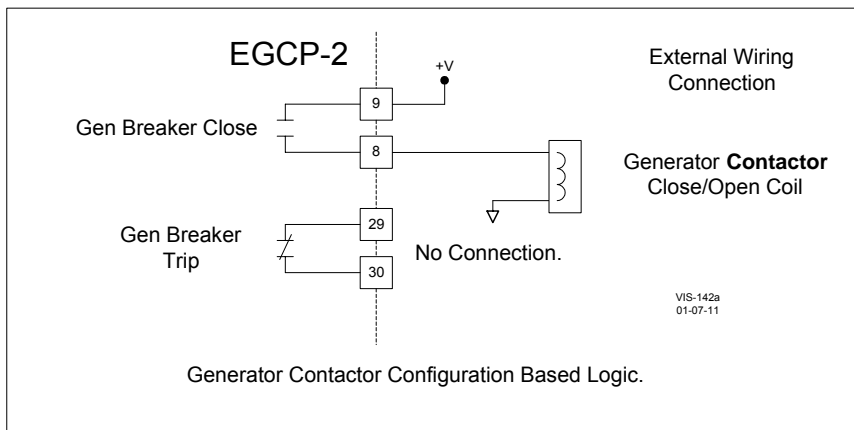 EGCP-2
+V
External Wiring
Connection
9
Gen Breaker Close
8
Generator Contactor
Close/Open Coil
29
Gen Breaker
Trip
No Connection.
30
VIS-142a
01-07-11
Generator Contactor Configuration Based Logic.